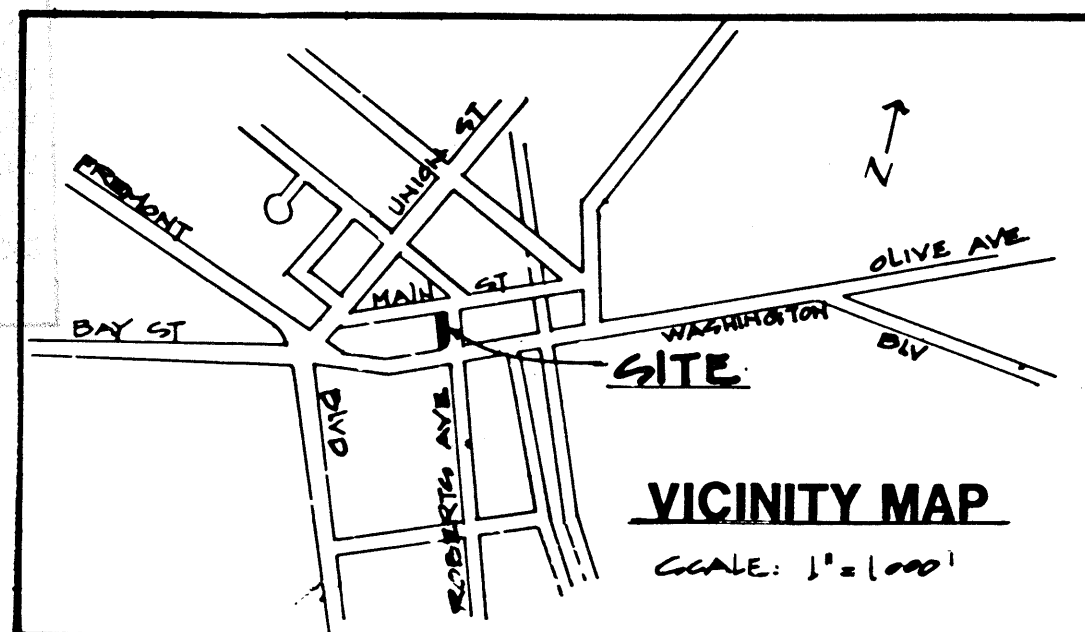 UNION ST
FREMONT
N
OLIVE AVE
MAIN ST
BAY ST
WASHINGTON
BLV
SITE
BLVD
ROBERTS AVE
VICINITY MAP
SCALE: 1" = 1000'